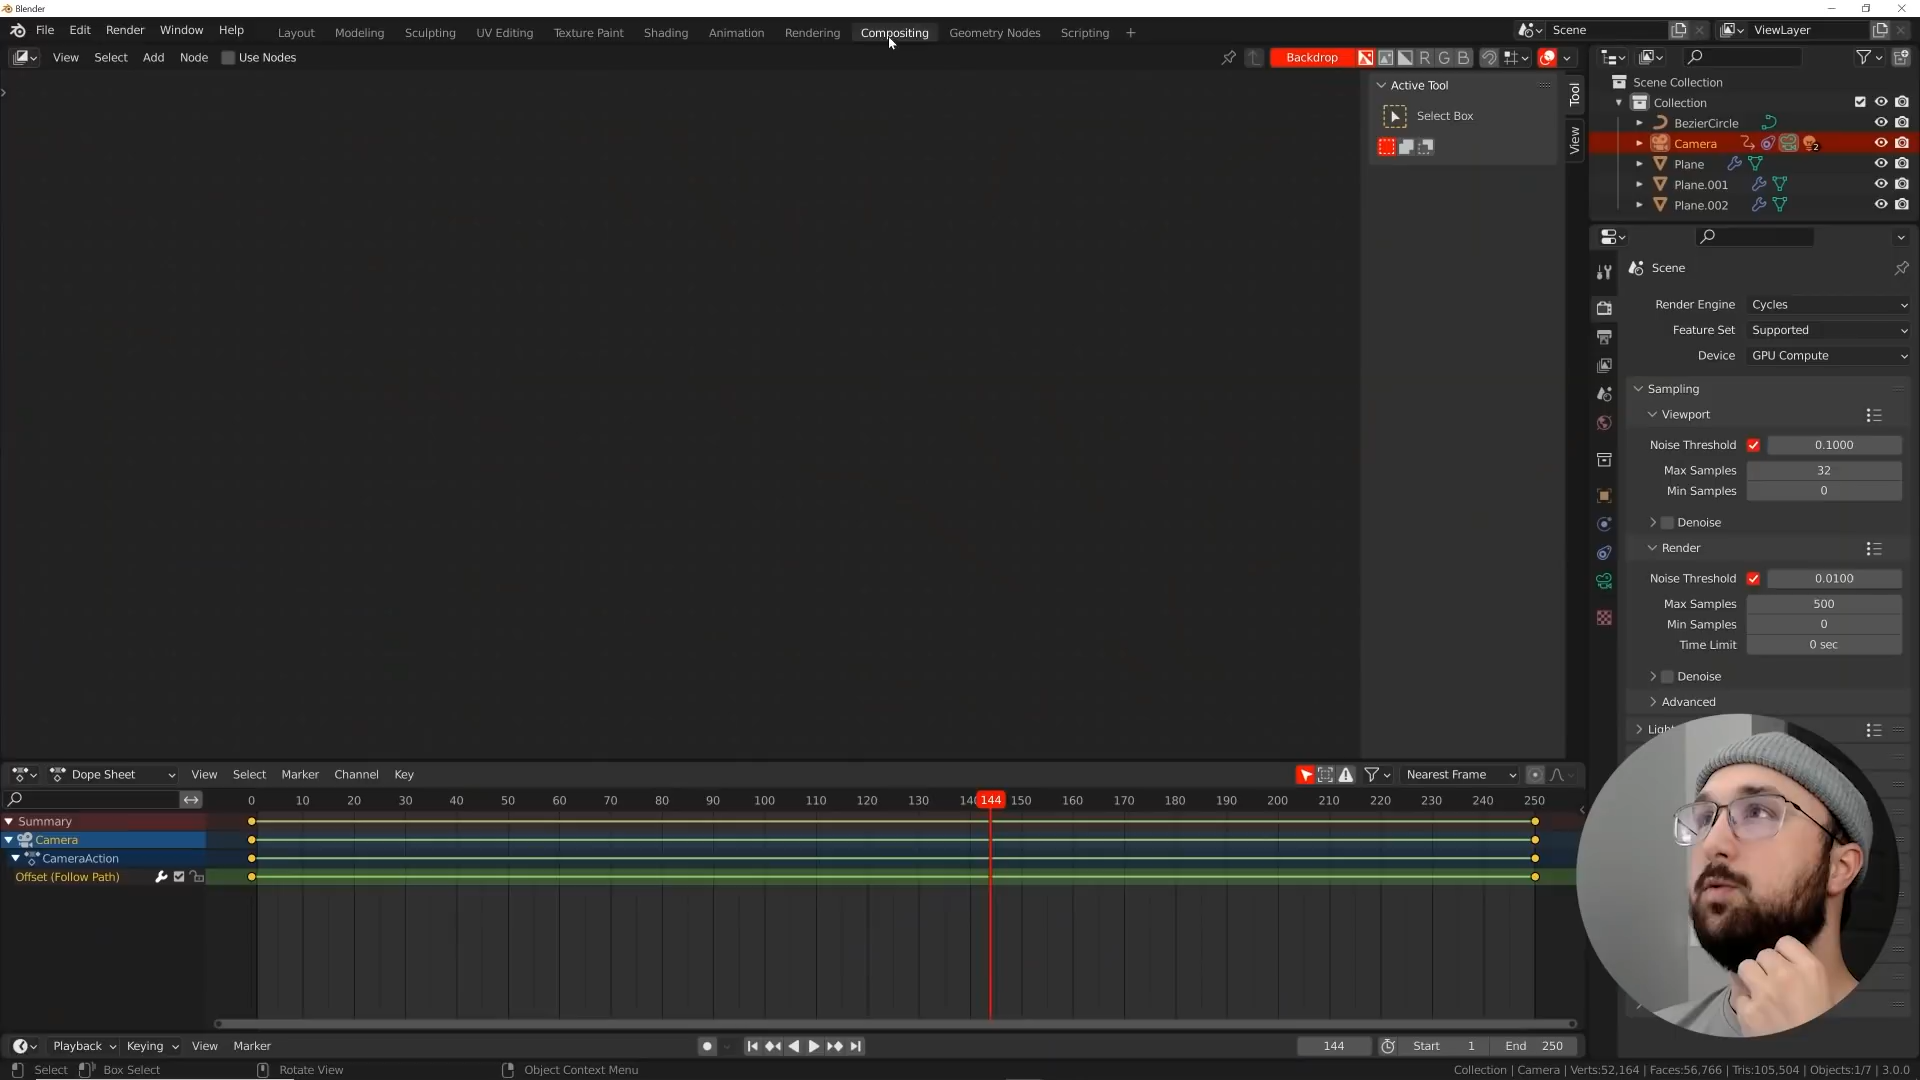 Blender
File Edit Render Window Help Layout Modeling Sculpting UV Editing Texture Paint Shading Animation Rendering Compositing Geometry Nodes Scripting + Scene ViewLayer
View Select Add Node Use Nodes Backdrop R G B
Active Tool
Select Box
Tool
View
Scene Collection
Collection
BezierCircle
Camera 2
Plane
Plane.001
Plane.002
Scene
Render Engine Cycles
Feature Set Supported
Device GPU Compute
Sampling
Viewport
Noise Threshold 0.1000
Max Samples 32
Min Samples 0
Denoise
Render
Noise Threshold 0.0100
Max Samples 500
Min Samples 0
Time Limit 0 sec
Denoise
Advanced
Dope Sheet View Select Marker Channel Key Nearest Frame
0 10 20 30 40 50 60 70 80 90 100 110 120 130 144 150 160 170 180 190 200 210 220 230 240 250
Summary
Camera
CameraAction
Offset (Follow Path)
Playback Keying View Marker 144 Start 1 End 250
Select Box Select Rotate View Object Context Menu Collection | Camera | Verts:52,164 | Faces:56,766 | Tris:105,504 | Objects:1/7 | 3.0.0